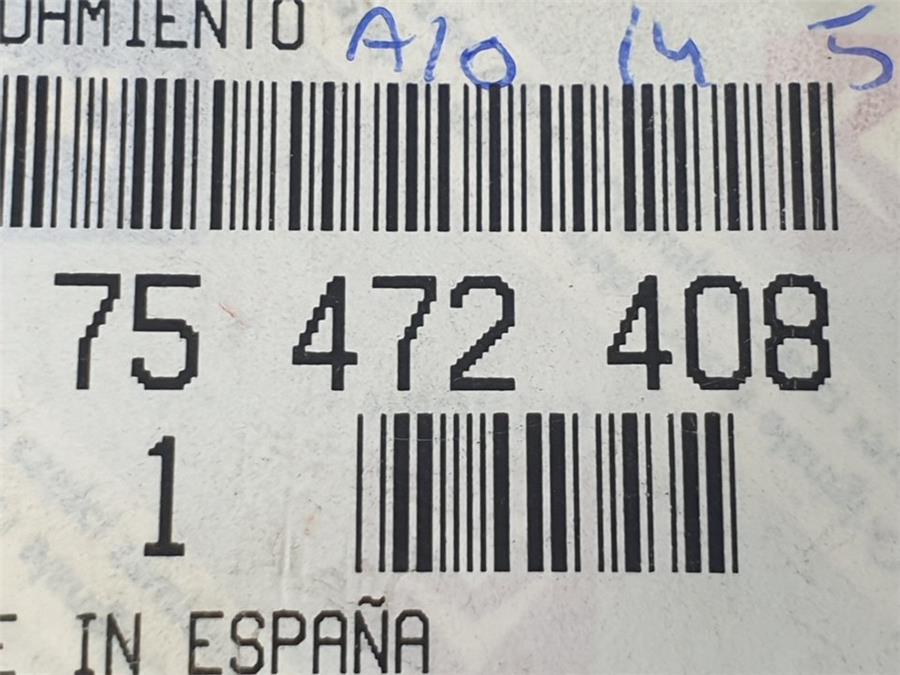 DAMIENTO A10 14 5
75 472 408
1
E IN ESPAÑA